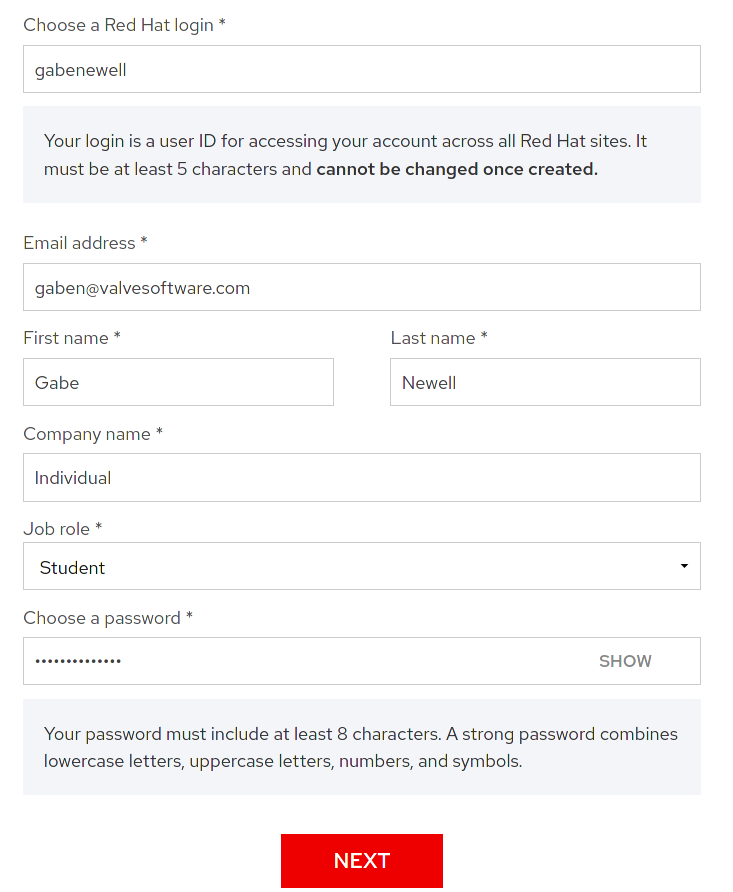 Choose a Red Hat login *
gabenewell
Your login is a user ID for accessing your account across all Red Hat sites. It
must be at least 5 characters and cannot be changed once created.
Email address *
gaben@valvesoftware.com
First name *
Last name *
Gabe
Newell
Company name *
Individual
Job role *
Student
Choose a password *
••••••••••••••
SHOW
Your password must include at least 8 characters. A strong password combines
lowercase letters, uppercase letters, numbers, and symbols.
NEXT